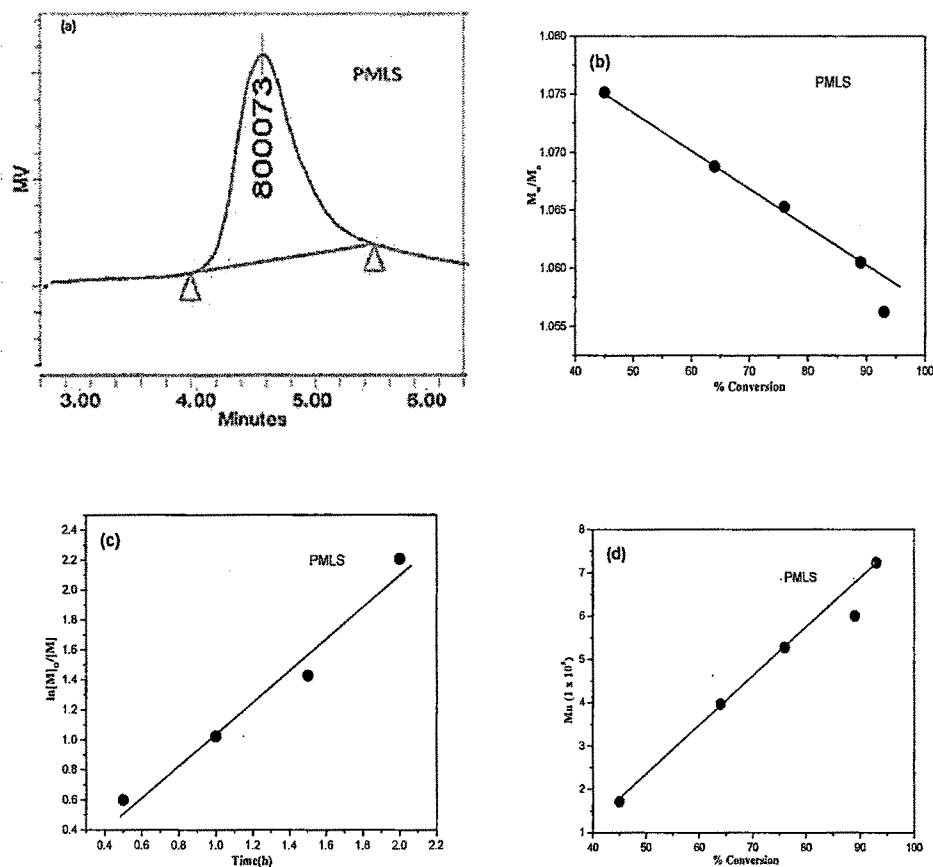 (a)
PMLS
800073
MV
3.00 4.00 5.00 6.00
Minutes
(b)
PMLS
M_w/M_n
1.080
1.075
1.070
1.065
1.060
1.055
40 50 60 70 80 90 100
% Conversion
(c)
PMLS
ln[M]_o/[M]
2.4
2.2
2.0
1.8
1.6
1.4
1.2
1.0
0.8
0.6
0.4
0.4 0.6 0.8 1.0 1.2 1.4 1.6 1.8 2.0 2.2
Time(h)
(d)
PMLS
8
7
6
5
4
3
2
1
40 50 60 70 80 90 100
% Conversion